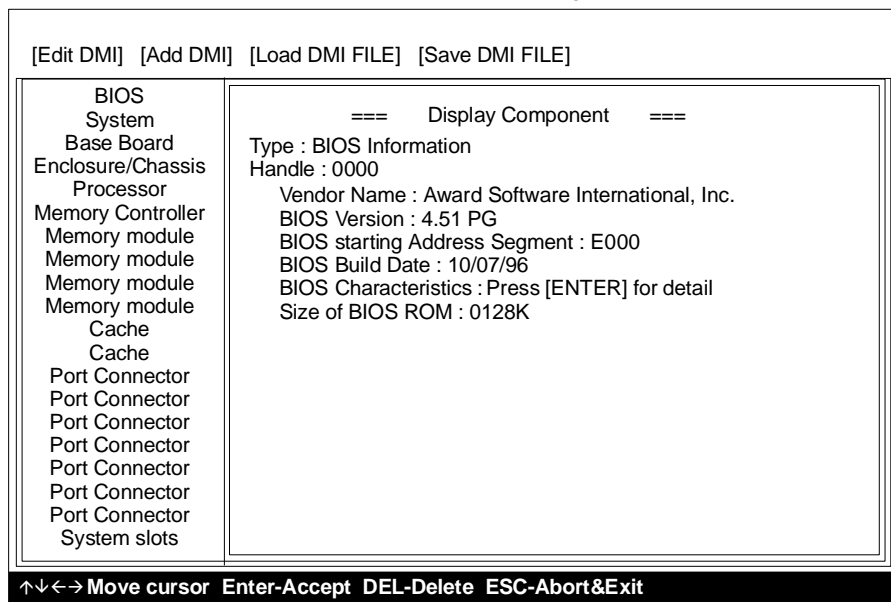 [Edit DMI] [Add DMI] [Load DMI FILE] [Save DMI FILE]
BIOS
System
Base Board
Enclosure/Chassis
Processor
Memory Controller
Memory module
Memory module
Memory module
Memory module
Cache
Cache
Port Connector
Port Connector
Port Connector
Port Connector
Port Connector
Port Connector
Port Connector
System slots
=== Display Component ===
Type : BIOS Information
Handle : 0000
Vendor Name : Award Software International, Inc.
BIOS Version : 4.51 PG
BIOS starting Address Segment : E000
BIOS Build Date : 10/07/96
BIOS Characteristics : Press [ENTER] for detail
Size of BIOS ROM : 0128K
↑↓←→ Move cursor Enter-Accept DEL-Delete ESC-Abort&Exit